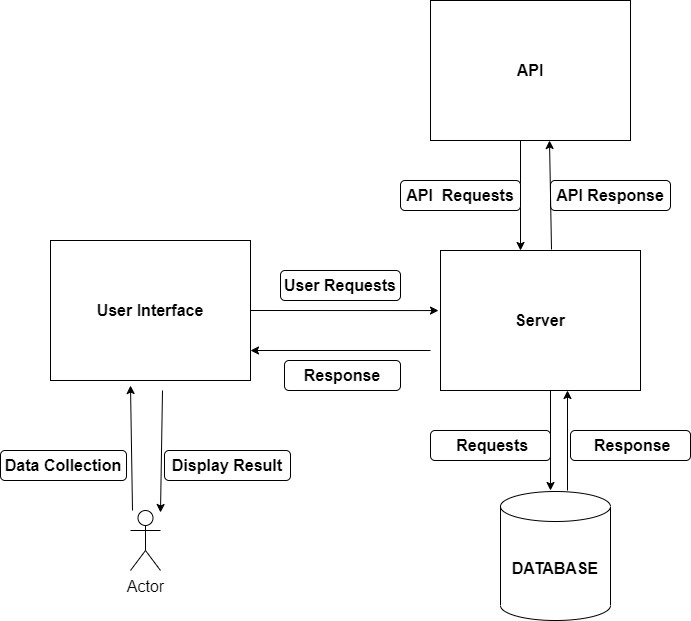 API
API  Requests
API Response
User Interface
User Requests
Server
Response
Data Collection
Display Result
Requests
Response
DATABASE
Actor